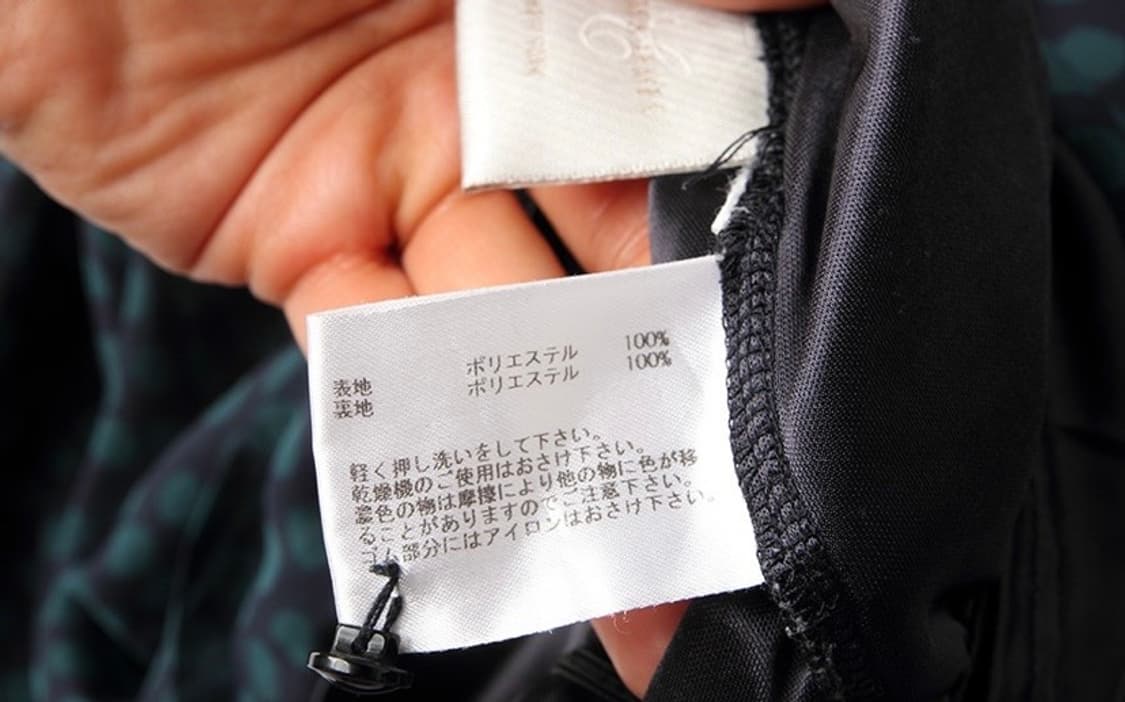 表地 ポリエステル 100%
裏地 ポリエステル 100%
軽く押し洗いをして下さい。
乾燥機のご使用はおさけ下さい。
濃色の物は摩擦により他の物に色が移
ることがありますのでご注意下さい。
ゴム部分にはアイロンはおさけ下さい。